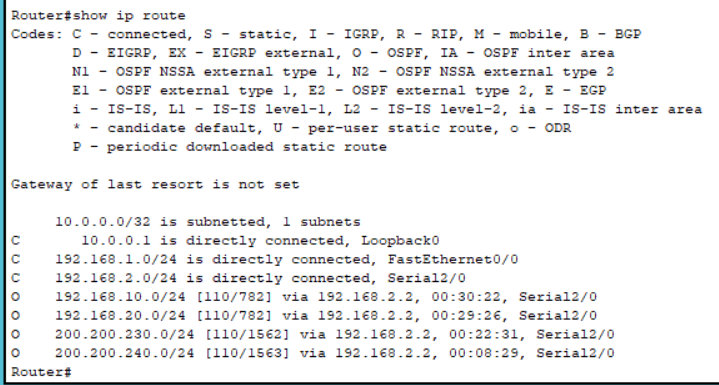 Router#show ip route
Codes: C - connected, S - static, I - IGRP, R - RIP, M - mobile, B - BGP
       D - EIGRP, EX - EIGRP external, O - OSPF, IA - OSPF inter area
       N1 - OSPF NSSA external type 1, N2 - OSPF NSSA external type 2
       E1 - OSPF external type 1, E2 - OSPF external type 2, E - EGP
       i - IS-IS, L1 - IS-IS level-1, L2 - IS-IS level-2, ia - IS-IS inter area
       * - candidate default, U - per-user static route, o - ODR
       P - periodic downloaded static route
Gateway of last resort is not set
     10.0.0.0/32 is subnetted, 1 subnets
C       10.0.0.1 is directly connected, Loopback0
C    192.168.1.0/24 is directly connected, FastEthernet0/0
C    192.168.2.0/24 is directly connected, Serial2/0
O    192.168.10.0/24 [110/782] via 192.168.2.2, 00:30:22, Serial2/0
O    192.168.20.0/24 [110/782] via 192.168.2.2, 00:29:26, Serial2/0
O    200.200.230.0/24 [110/1562] via 192.168.2.2, 00:22:31, Serial2/0
O    200.200.240.0/24 [110/1563] via 192.168.2.2, 00:08:29, Serial2/0
Router#